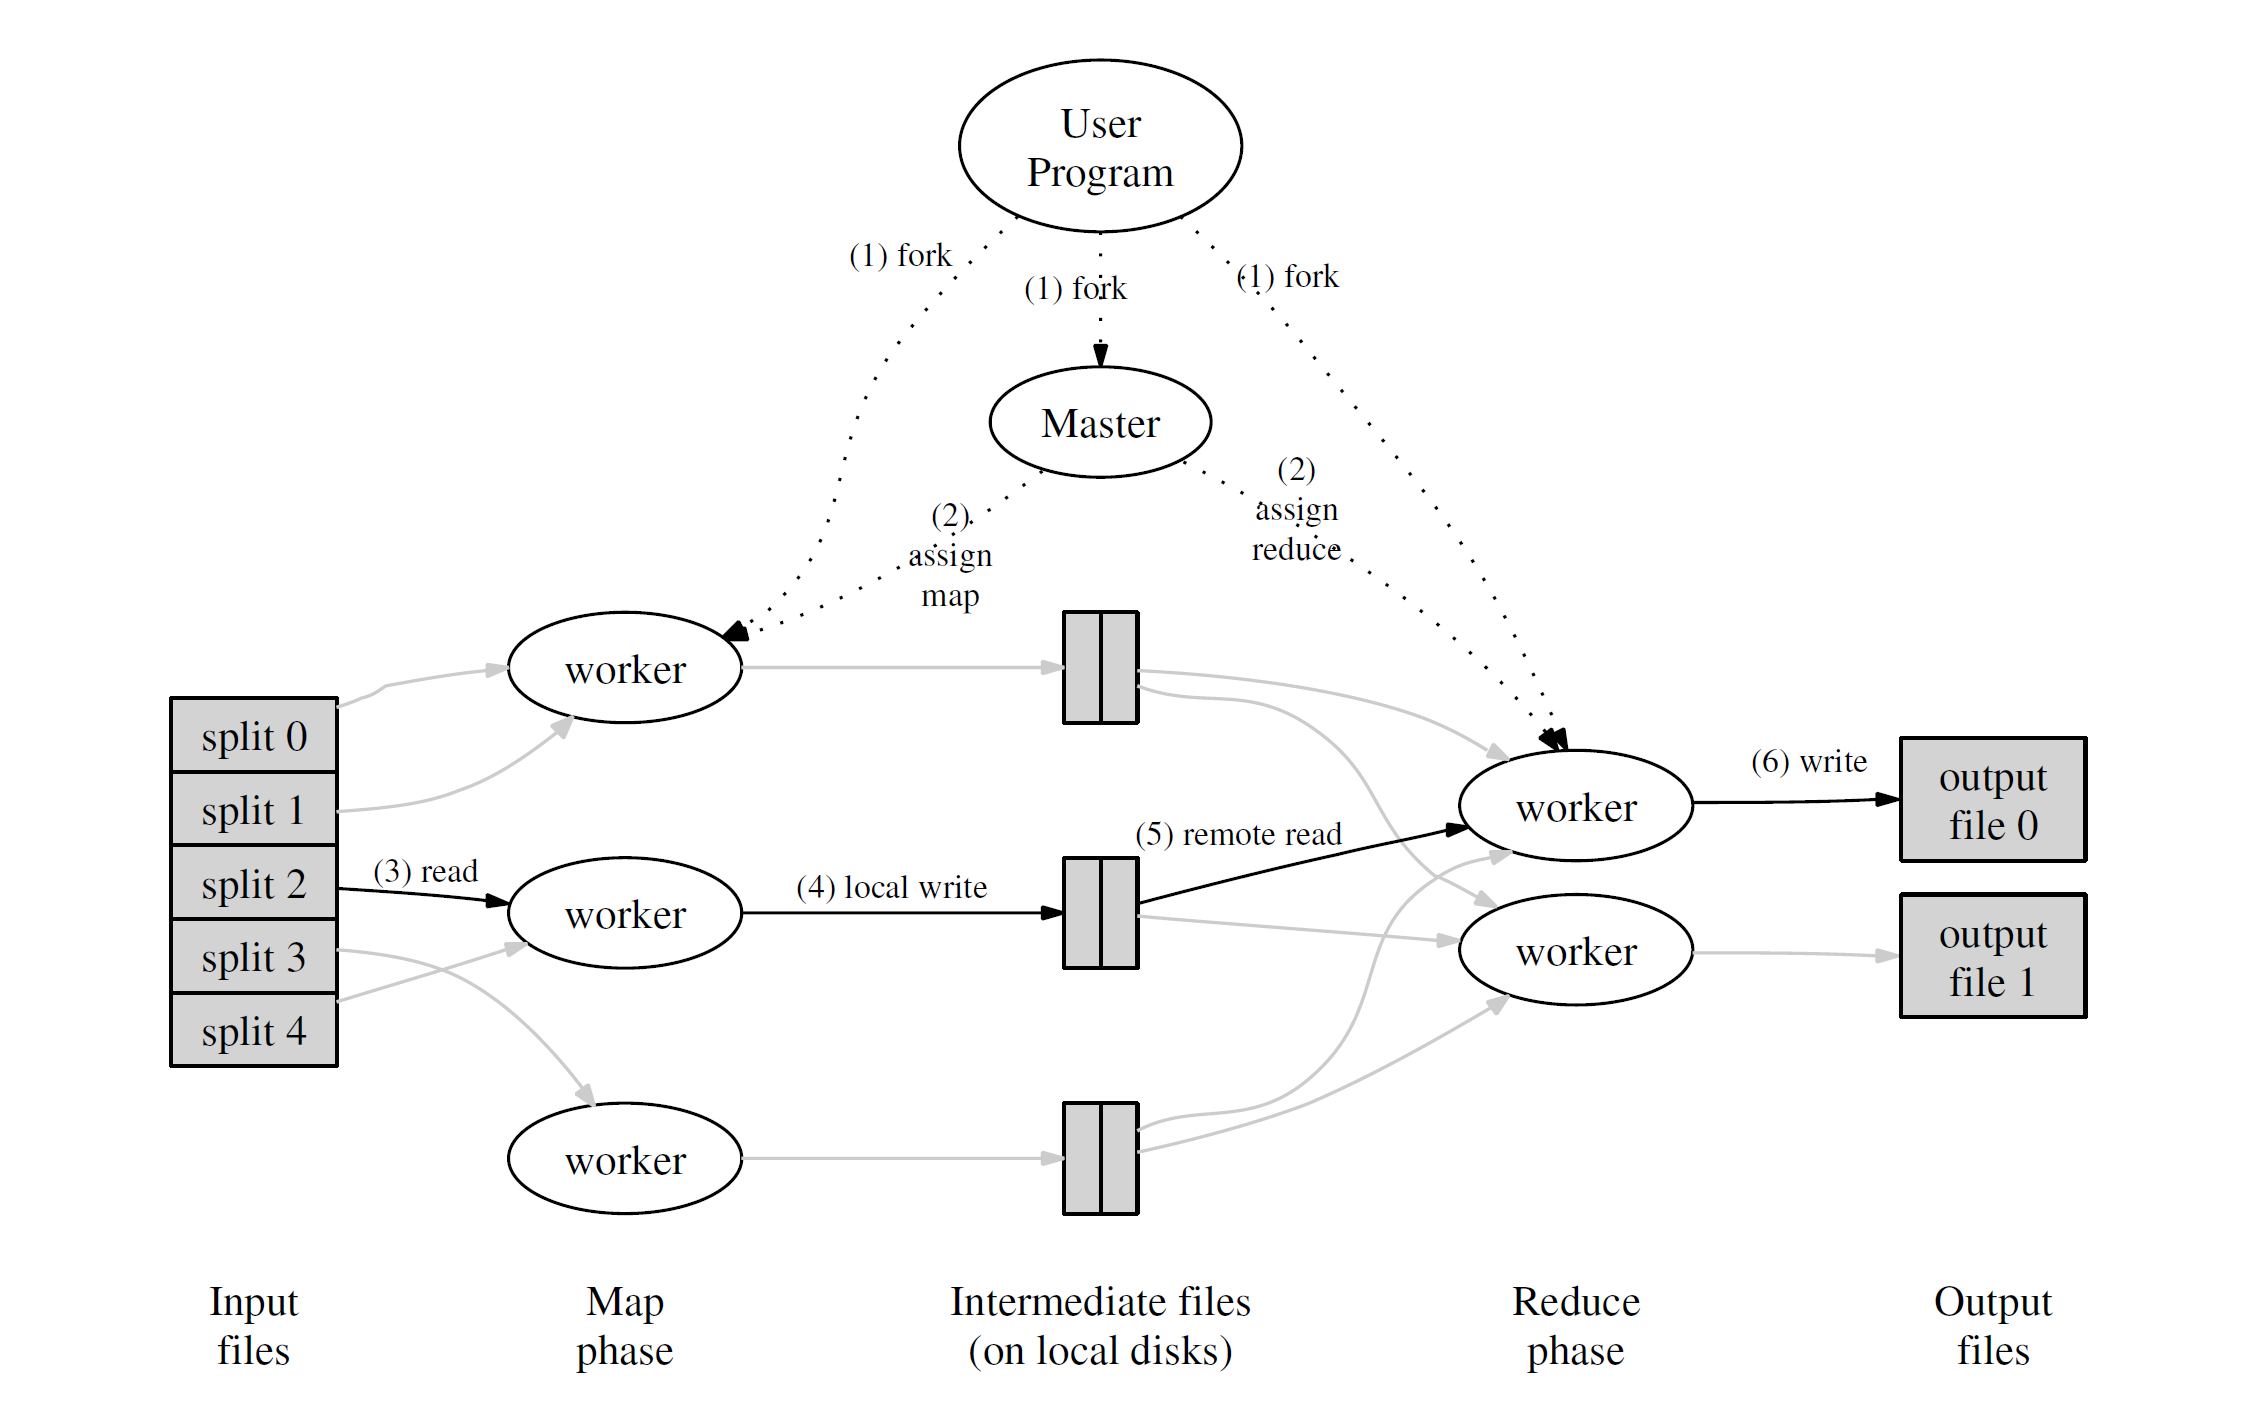 User
Program
(1) fork
(1) fork
(1) fork
Master
(2)
assign
map
(2)
assign
reduce
worker
split 0
split 1
split 2
split 3
split 4
(3) read
worker
(4) local write
(5) remote read
worker
worker
worker
(6) write
output
file 0
output
file 1
Input
files
Map
phase
Intermediate files
(on local disks)
Reduce
phase
Output
files